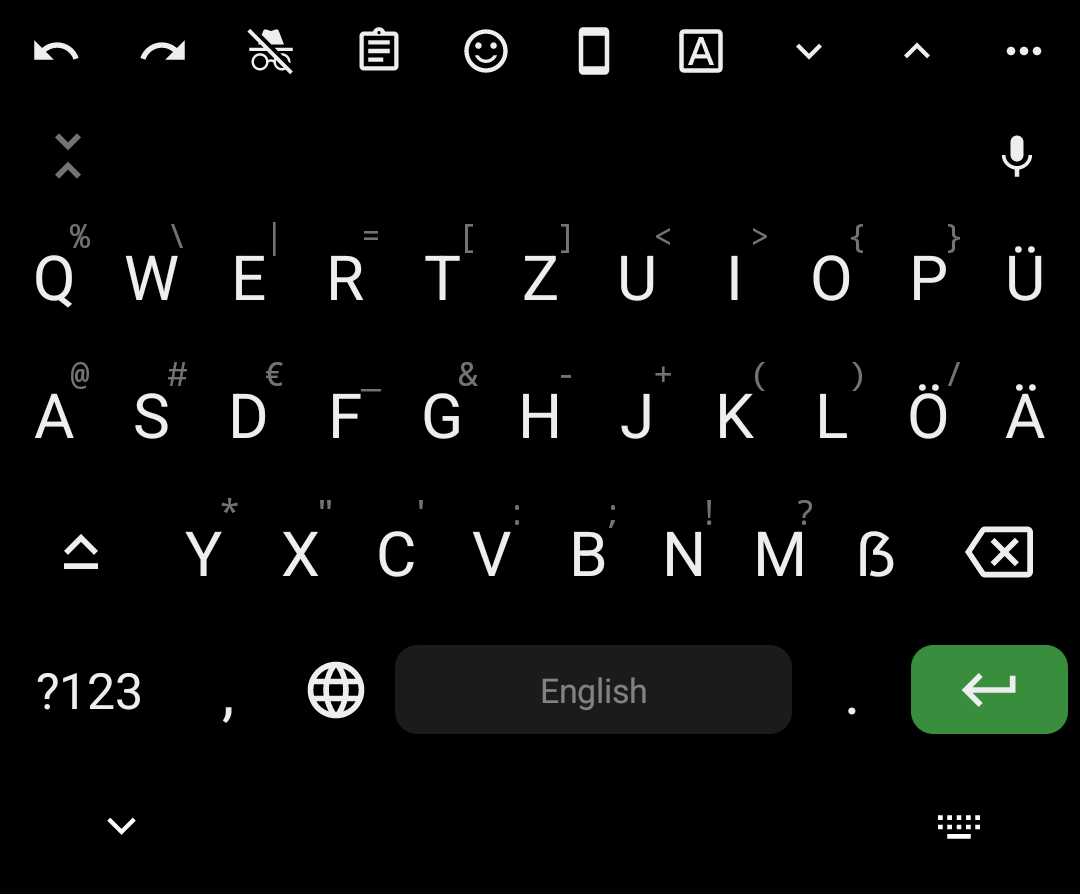 A
% \ | = [ ] < > { }
Q W E R T Z U I O P Ü
@ # € _ & - + ( ) /
A S D F G H J K L Ö Ä
* " ' : ; ! ?
Y X C V B N M ß
?123 , English .